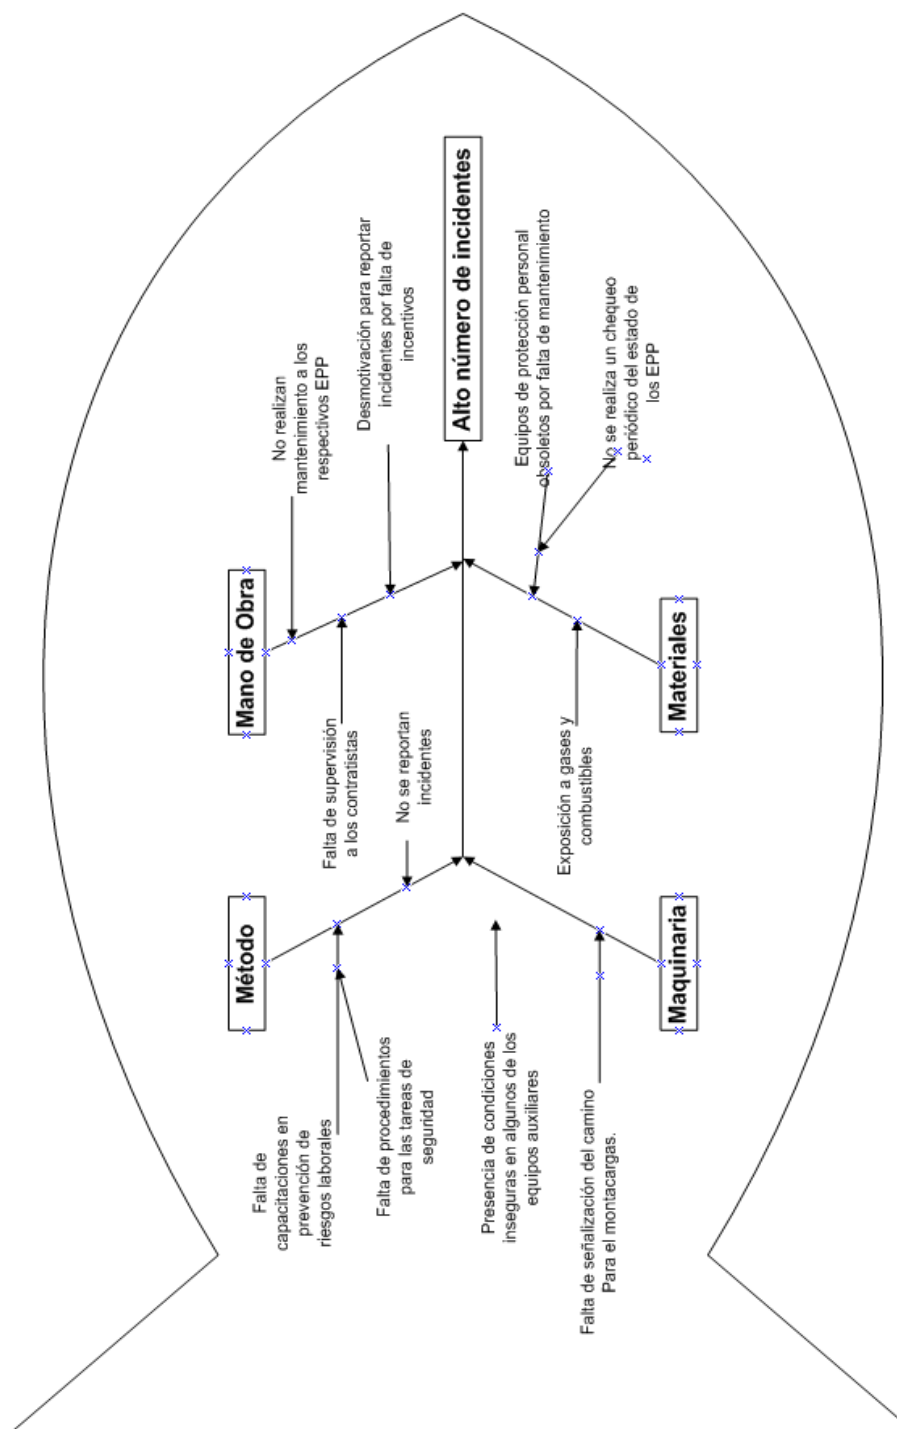 Método
Mano de Obra
Falta de
capacitaciones en
prevención de
riesgos laborales
Falta de procedimientos
para las tareas de
seguridad
No se reportan
incidentes
No realizan
mantenimiento a los
respectivos EPP
Falta de supervisión
a los contratistas
Desmotivación para reportar
incidentes por falta de
incentivos
Alto número de incidentes
Presencia de condiciones
inseguras en algunos de los
equipos auxiliares
Falta de señalización del camino
Para el montacargas.
Exposición a gases y
combustibles
Equipos de protección personal
obsoletos por falta de mantenimiento
No se realiza un chequeo
periódico del estado de
los EPP
Maquinaria
Materiales